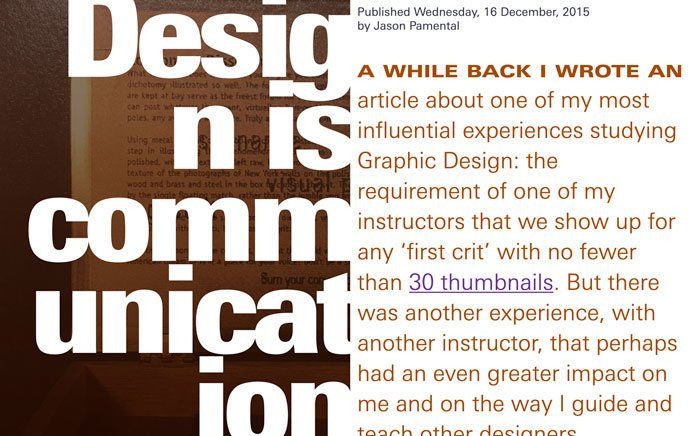 Desig
n is
comm
unicat
ion
Published Wednesday, 16 December, 2015
by Jason Pamental
A WHILE BACK I WROTE AN
article about one of my most
influential experiences studying
Graphic Design: the
requirement of one of my
instructors that we show up for
any ‘first crit’ with no fewer
than 30 thumbnails. But there
was another experience, with
another instructor, that perhaps
had an even greater impact on
me and on the way I guide and
teach other designers